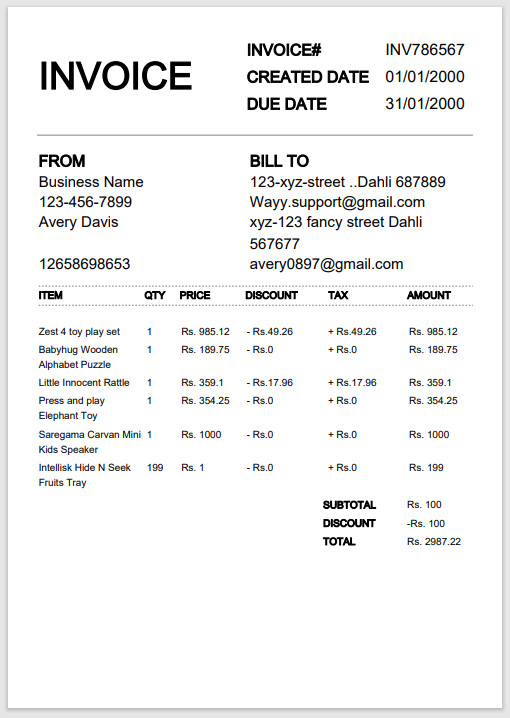 INVOICE
INVOICE# INV786567
CREATED DATE 01/01/2000
DUE DATE 31/01/2000
FROM
Business Name
123-456-7899
Avery Davis
12658698653
BILL TO
123-xyz-street ..Dahli 687889
Wayy.support@gmail.com
xyz-123 fancy street Dahli
567677
avery0897@gmail.com
ITEM QTY PRICE DISCOUNT TAX AMOUNT
Zest 4 toy play set 1 Rs. 985.12 - Rs.49.26 + Rs.49.26 Rs. 985.12
Babyhug Wooden 1 Rs. 189.75 - Rs.0 + Rs.0 Rs. 189.75
Alphabet Puzzle
Little Innocent Rattle 1 Rs. 359.1 - Rs.17.96 + Rs.17.96 Rs. 359.1
Press and play 1 Rs. 354.25 - Rs.0 + Rs.0 Rs. 354.25
Elephant Toy
Saregama Carvan Mini 1 Rs. 1000 - Rs.0 + Rs.0 Rs. 1000
Kids Speaker
Intellisk Hide N Seek 199 Rs. 1 - Rs.0 + Rs.0 Rs. 199
Fruits Tray
SUBTOTAL Rs. 100
DISCOUNT -Rs. 100
TOTAL Rs. 2987.22